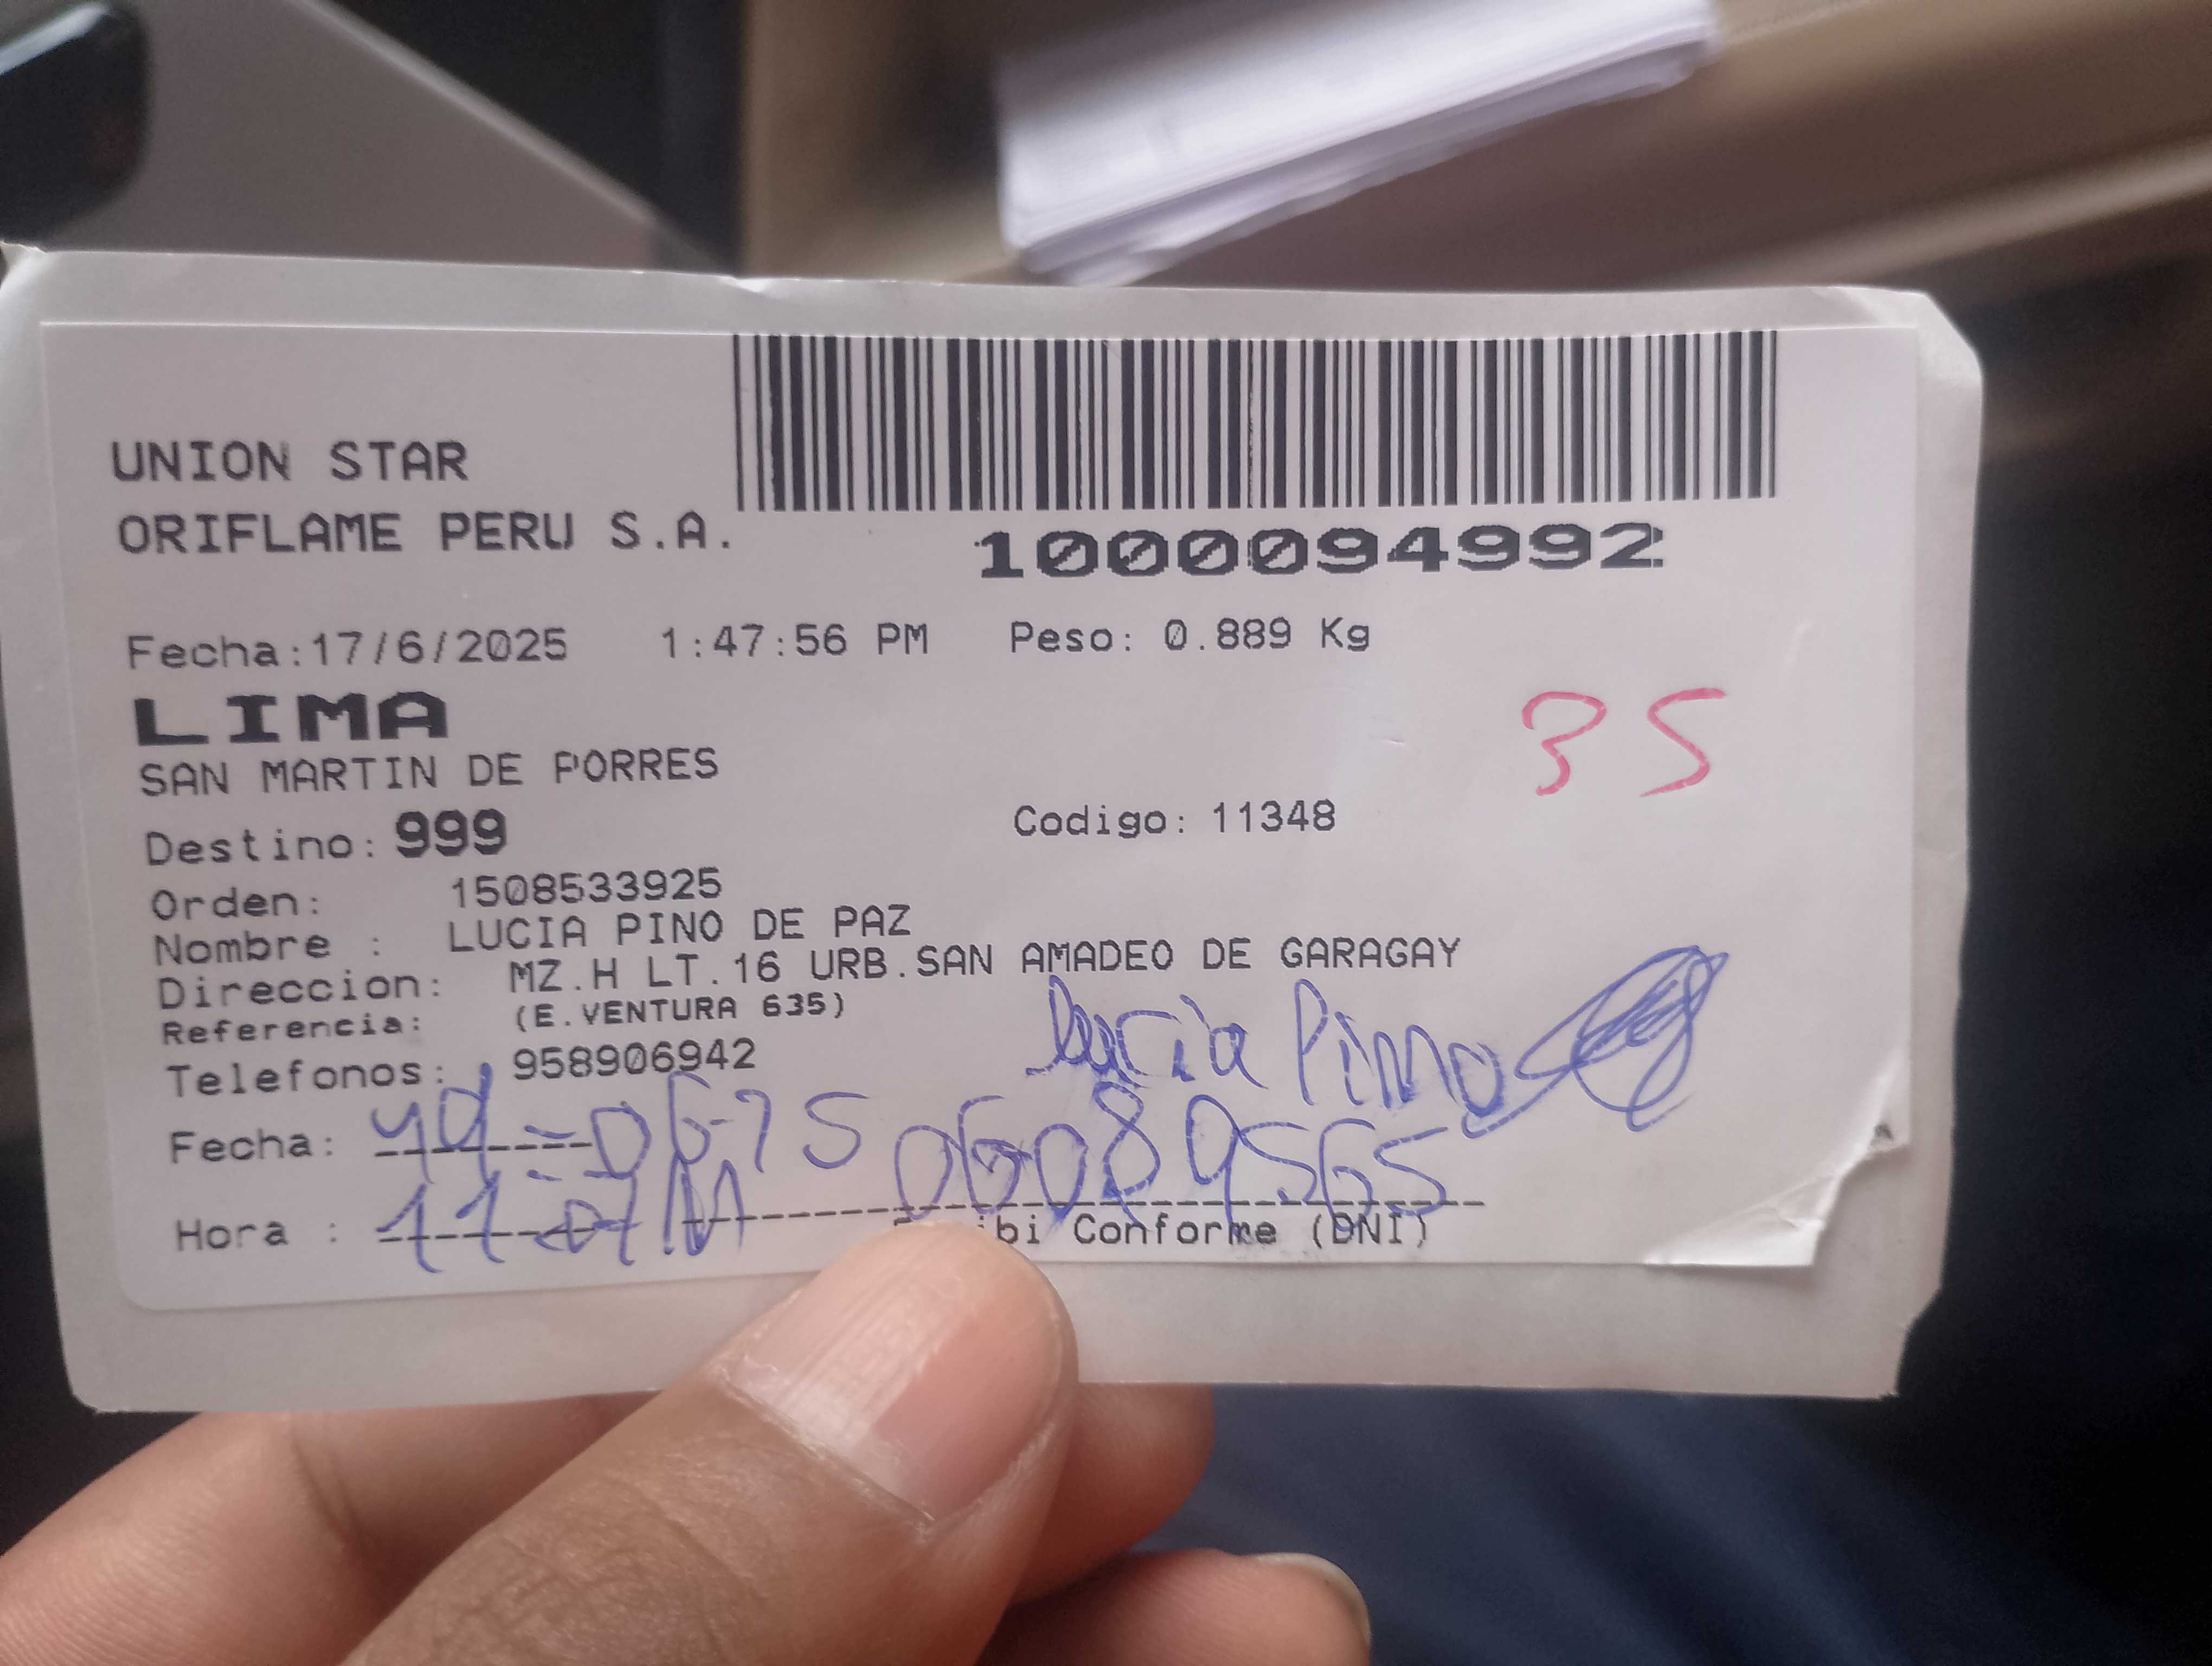 UNION STAR
ORIFLAME PERU S.A.
1000094992
Fecha:17/6/2025 1:47:56 PM Peso: 0.889 Kg
LIMA
35
SAN MARTIN DE PORRES
Destino: 999 Codigo: 11348
Orden: 1508533925
Nombre : LUCIA PINO DE PAZ
Direccion: MZ.H LT.16 URB.SAN AMADEO DE GARAGAY
Referencia: (E.VENTURA 635)
Telefonos: 958906942
Lucia Pino
Fecha: 06089565
Hora : 11
Conforme (DNI)